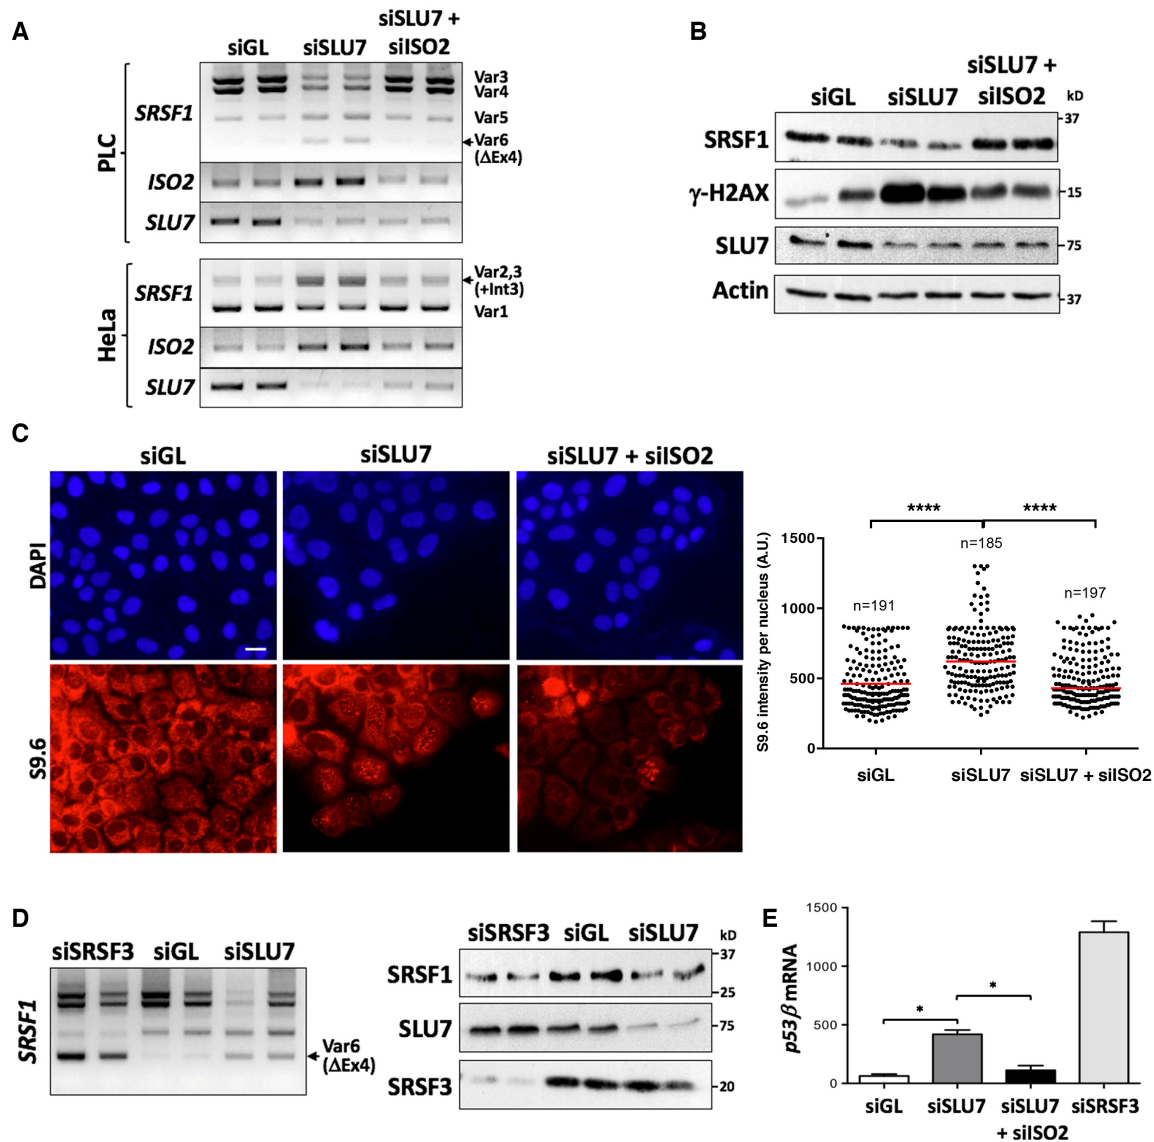 A
siGL
siSLU7
siSLU7 +
siISO2
PLC
SRSF1
Var3
Var4
Var5
Var6
(ΔEx4)
ISO2
SLU7
HeLa
SRSF1
Var2,3
(+Int3)
Var1
ISO2
SLU7
B
siGL
siSLU7
siSLU7 +
siISO2
kD
SRSF1
37
γ-H2AX
15
SLU7
75
Actin
37
C
siGL
siSLU7
siSLU7 + siISO2
DAPI
S9.6
S9.6 intensity per nucleus (A.U.)
1500
1000
500
0
****
****
n=191
n=185
n=197
siGL
siSLU7
siSLU7 + siISO2
D
siSRSF3
siGL
siSLU7
SRSF1
Var6
(ΔEx4)
siSRSF3
siGL
siSLU7
kD
SRSF1
37
25
SLU7
75
SRSF3
20
E
p53β mRNA
1500
1000
500
0
*
*
siGL
siSLU7
siSLU7
+ siISO2
siSRSF3